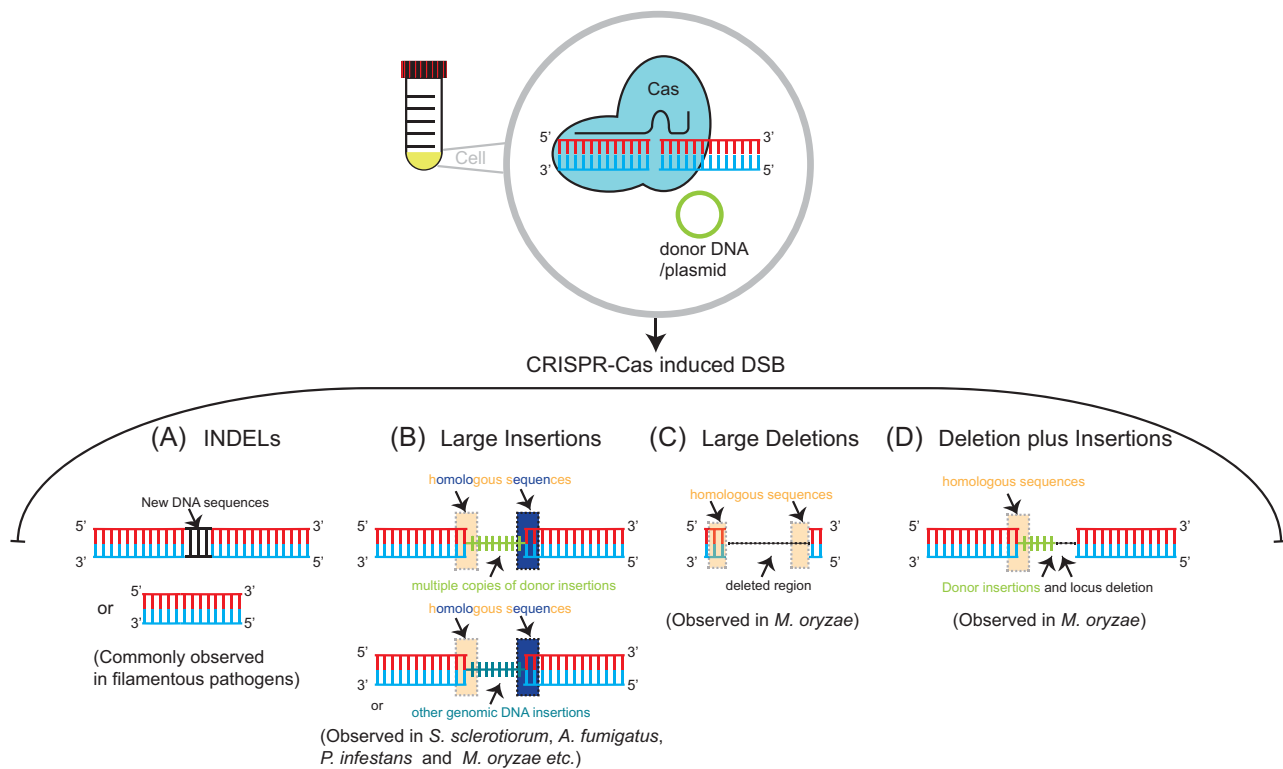 Cas
5’
3’
Cell
3’
5’
donor DNA
/plasmid
CRISPR-Cas induced DSB
(A) INDELs
New DNA sequences
5’
3’
3’
5’
or
5’
3’
3’
5’
(Commonly observed
in filamentous pathogens)
(B) Large Insertions
homologous sequences
5’
3’
3’
5’
multiple copies of donor insertions
homologous sequences
5’
3’
3’
5’
or
other genomic DNA insertions
(Observed in S. sclerotiorum, A. fumigatus,
P. infestans and M. oryzae etc.)
(C) Large Deletions
homologous sequences
5’
3’
3’
5’
deleted region
(Observed in M. oryzae)
(D) Deletion plus Insertions
homologous sequences
5’
3’
3’
5’
Donor insertions and locus deletion
(Observed in M. oryzae)